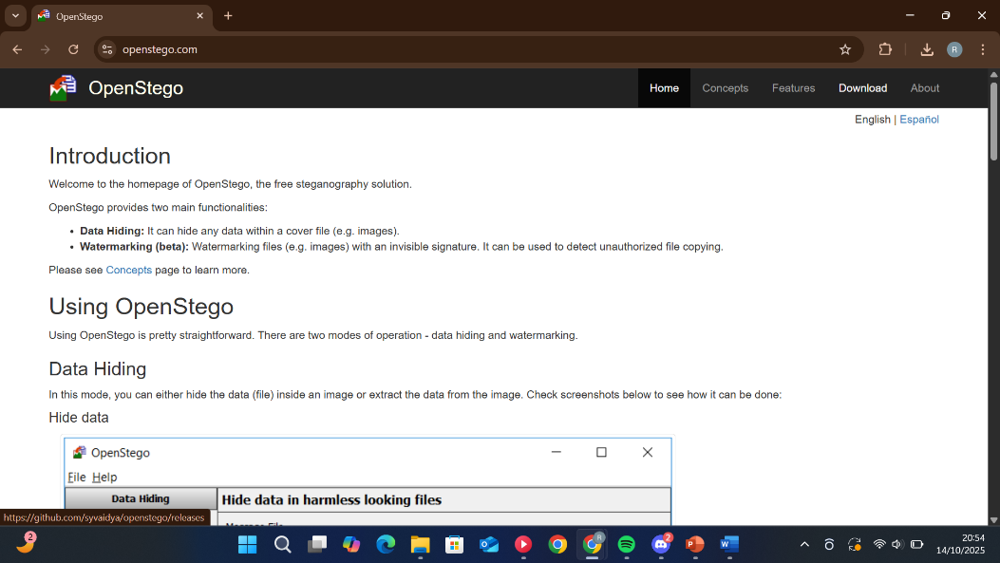 OpenStego
openstego.com
R
OpenStego
Home Concepts Features Download About
English | Español
Introduction
Welcome to the homepage of OpenStego, the free steganography solution.
OpenStego provides two main functionalities:
• Data Hiding: It can hide any data within a cover file (e.g. images).
• Watermarking (beta): Watermarking files (e.g. images) with an invisible signature. It can be used to detect unauthorized file copying.
Please see Concepts page to learn more.
Using OpenStego
Using OpenStego is pretty straightforward. There are two modes of operation - data hiding and watermarking.
Data Hiding
In this mode, you can either hide the data (file) inside an image or extract the data from the image. Check screenshots below to see how it can be done:
Hide data
OpenStego
File Help
Data Hiding Hide data in harmless looking files
https://github.com/syvaidya/openstego/releases
2
R
2
20:54
14/10/2025